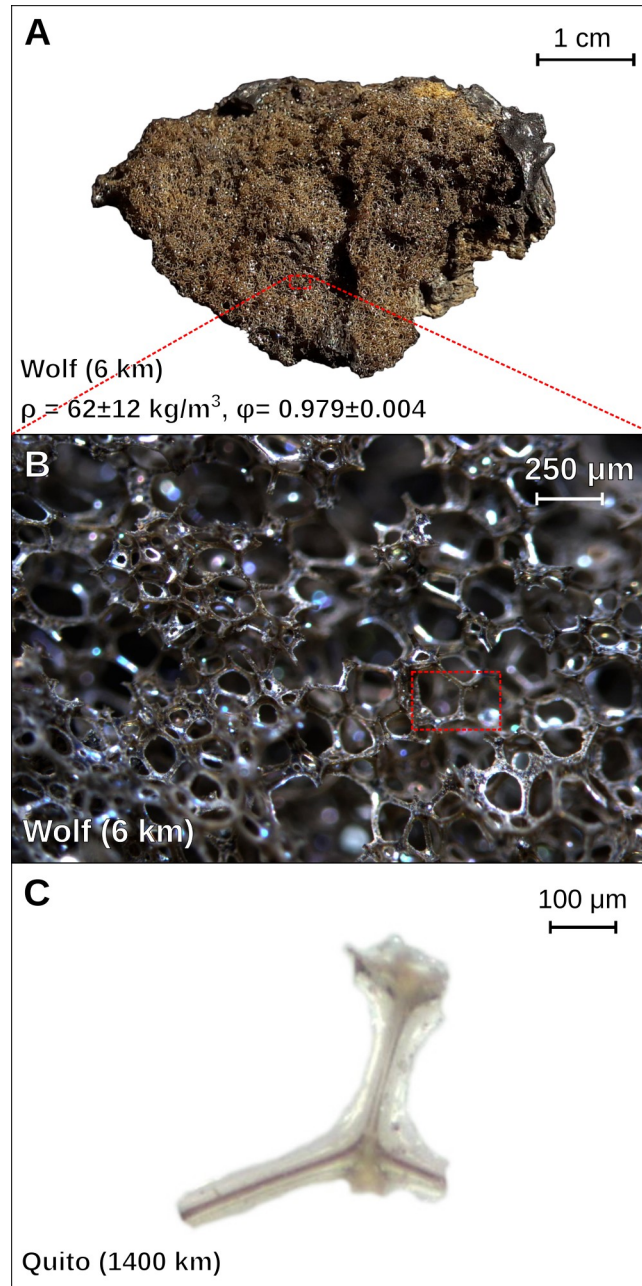 A
1 cm
Wolf (6 km)
ρ = 62±12 kg/m³, φ= 0.979±0.004
B
250 µm
Wolf (6 km)
C
100 µm
Quito (1400 km)